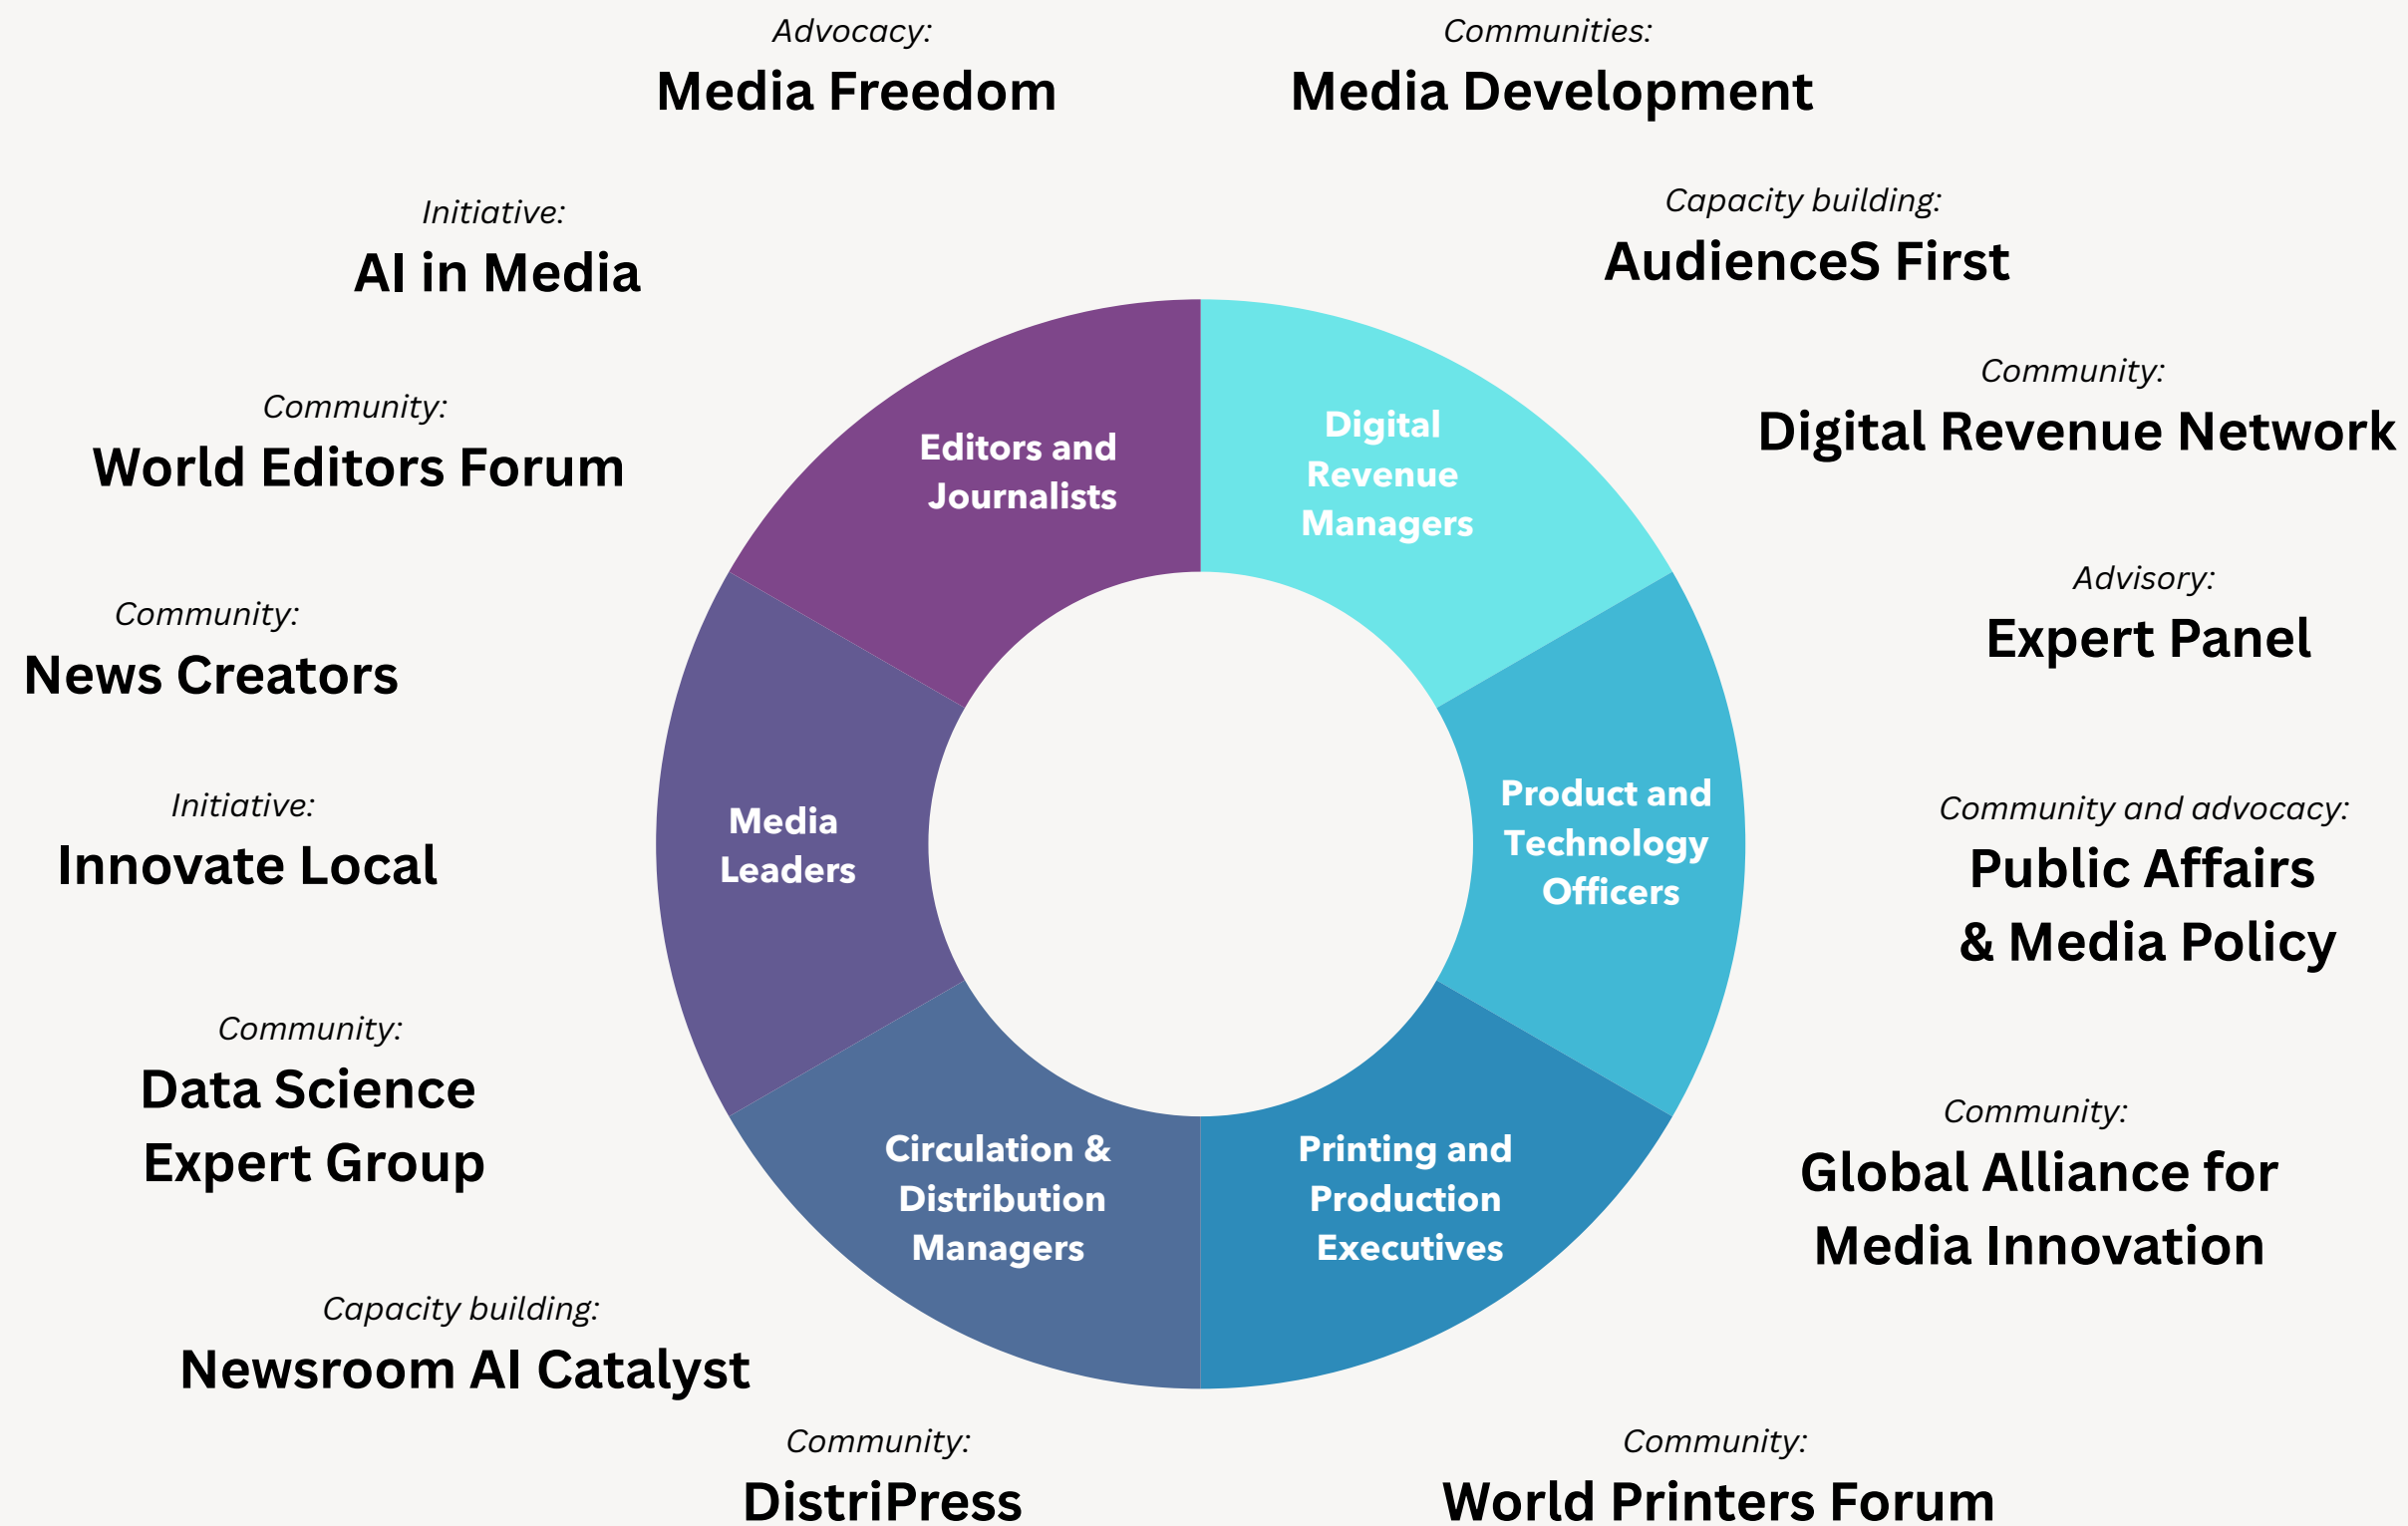 Advocacy:
Media Freedom
Communities:
Media Development
Initiative:
AI in Media
Capacity building:
AudienceS First
Community:
World Editors Forum
Community:
Digital Revenue Network
Editors and
Journalists
Digital
Revenue
Managers
Community:
News Creators
Advisory:
Expert Panel
Initiative:
Innovate Local
Media
Leaders
Product and
Technology
Officers
Community and advocacy:
Public Affairs
& Media Policy
Community:
Data Science
Expert Group
Circulation &
Distribution
Managers
Printing and
Production
Executives
Community:
Global Alliance for
Media Innovation
Capacity building:
Newsroom AI Catalyst
Community:
DistriPress
Community:
World Printers Forum